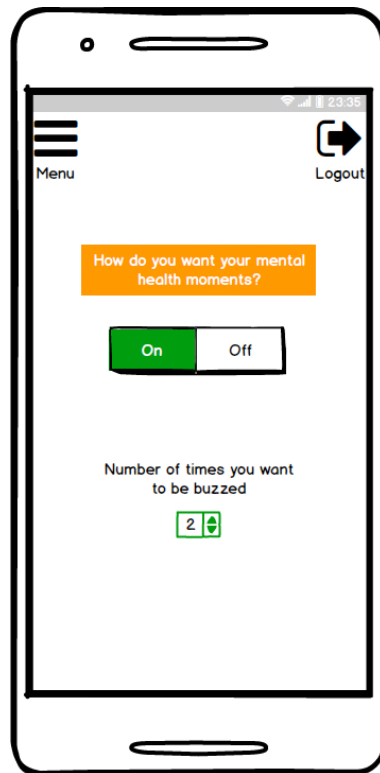 23:35
Menu
Logout
How do you want your mental
health moments?
On
Off
Number of times you want
to be buzzed
2